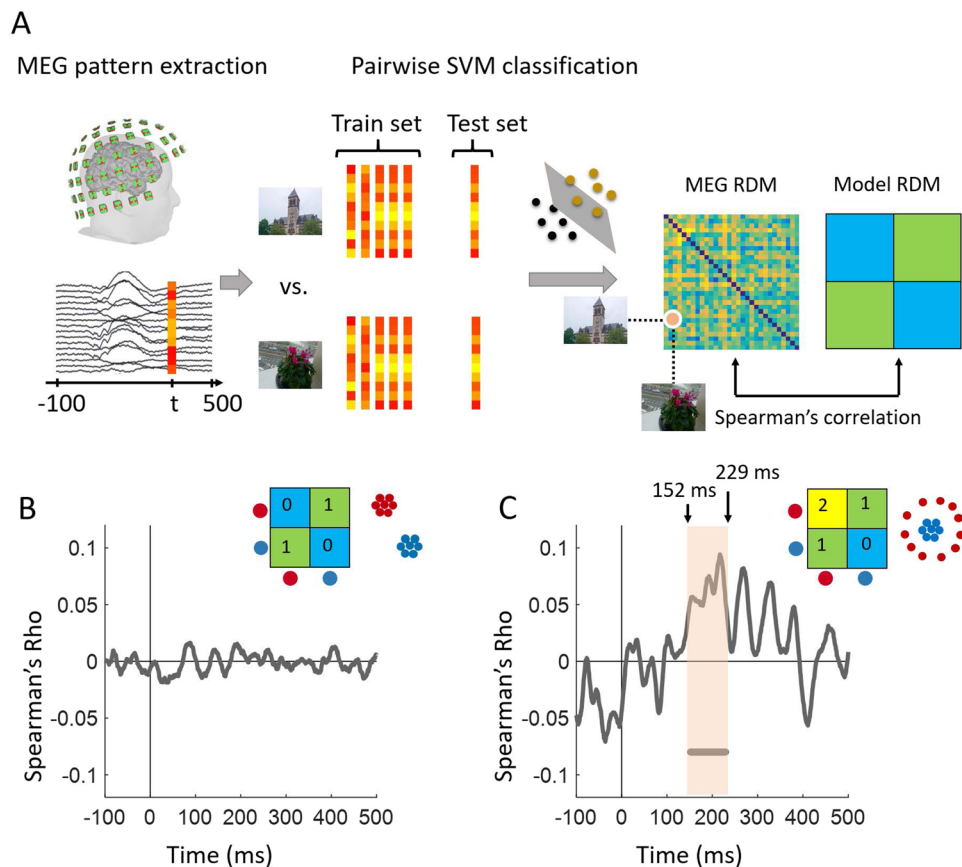 A
MEG pattern extraction
Pairwise SVM classification
Train set
Test set
MEG RDM
Model RDM
vs.
-100
t
500
Spearman's correlation
B
0
1
1
0
Spearman's Rho
0.1
0.05
0
-0.05
-0.1
-100 0 100 200 300 400 500
Time (ms)
C
152 ms
229 ms
2
1
1
0
Spearman's Rho
0.1
0.05
0
-0.05
-0.1
-100 0 100 200 300 400 500
Time (ms)